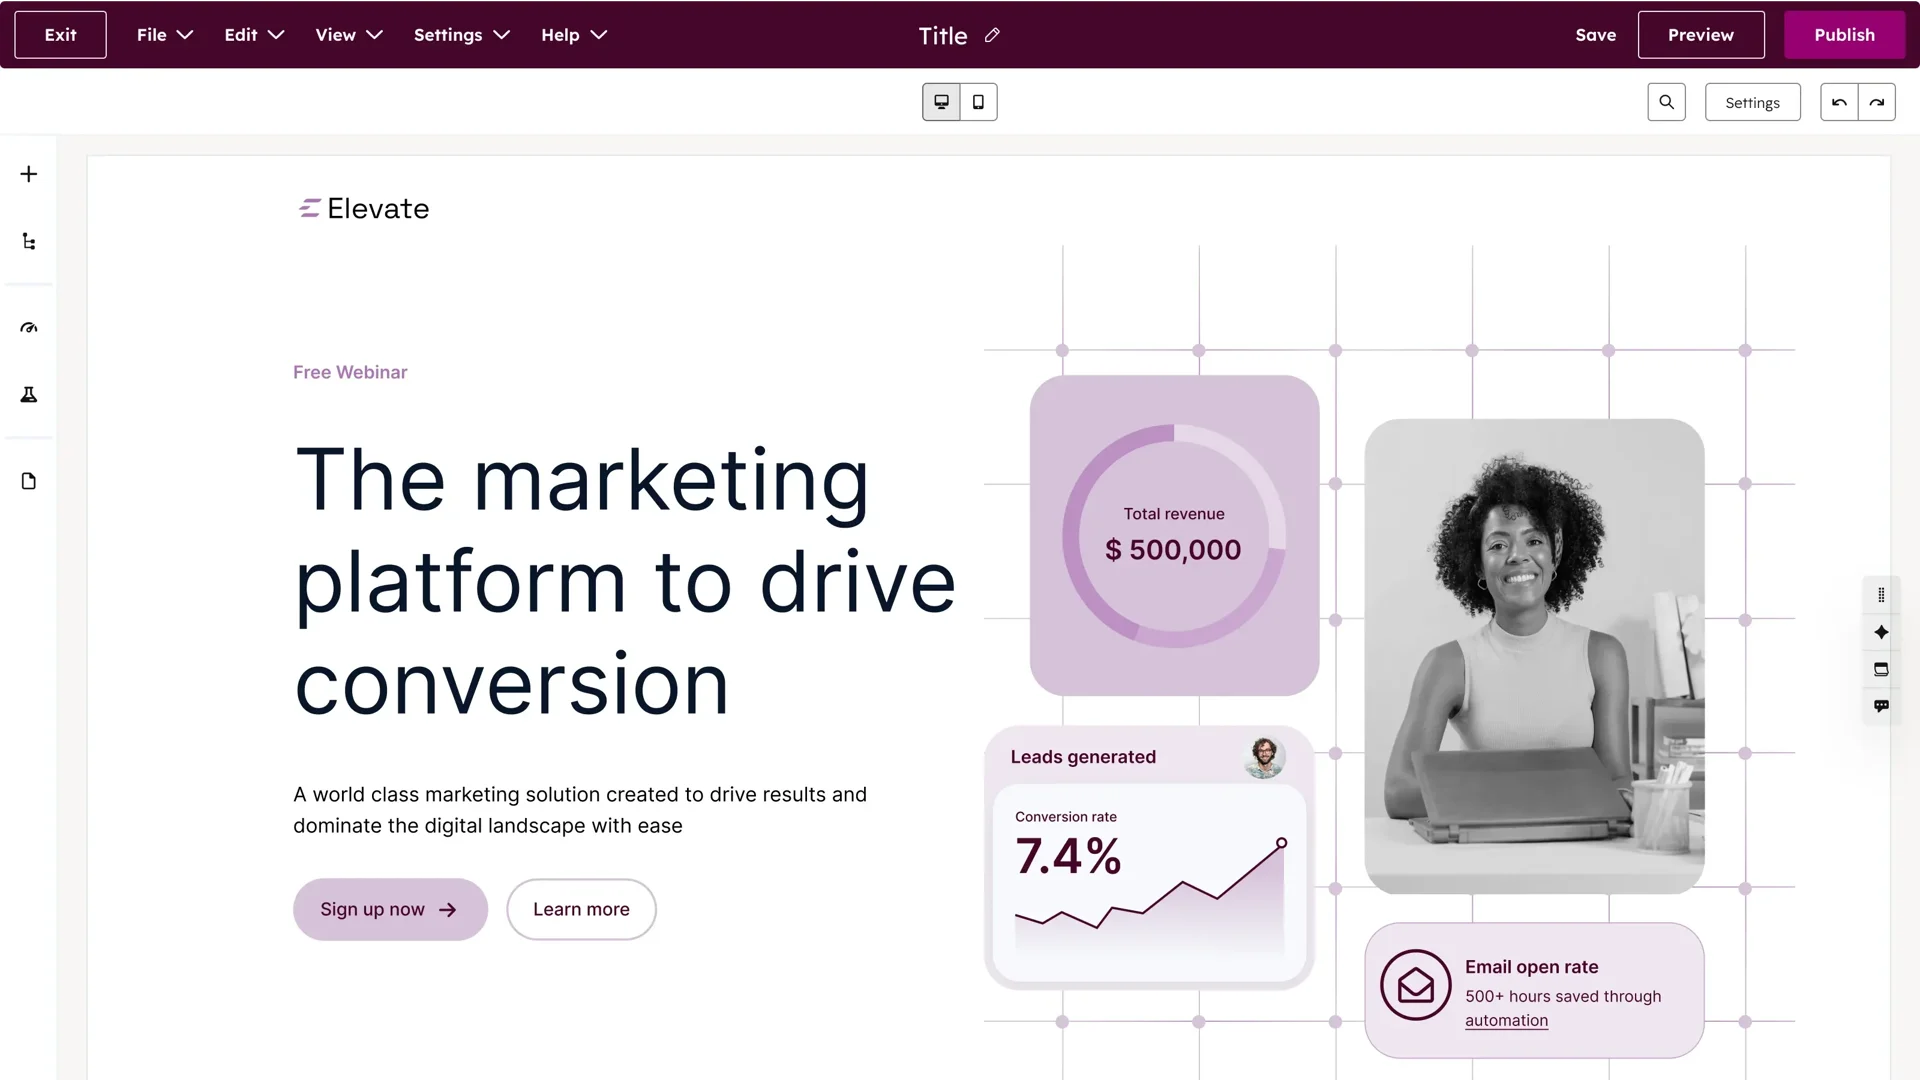 Exit File Edit View Settings Help Title Save Preview Publish
Settings
Elevate
Free Webinar
The marketing
platform to drive
conversion
A world class marketing solution created to drive results and
dominate the digital landscape with ease
Sign up now Learn more
Total revenue
$ 500,000
Leads generated
Conversion rate
7.4%
Email open rate
500+ hours saved through
automation